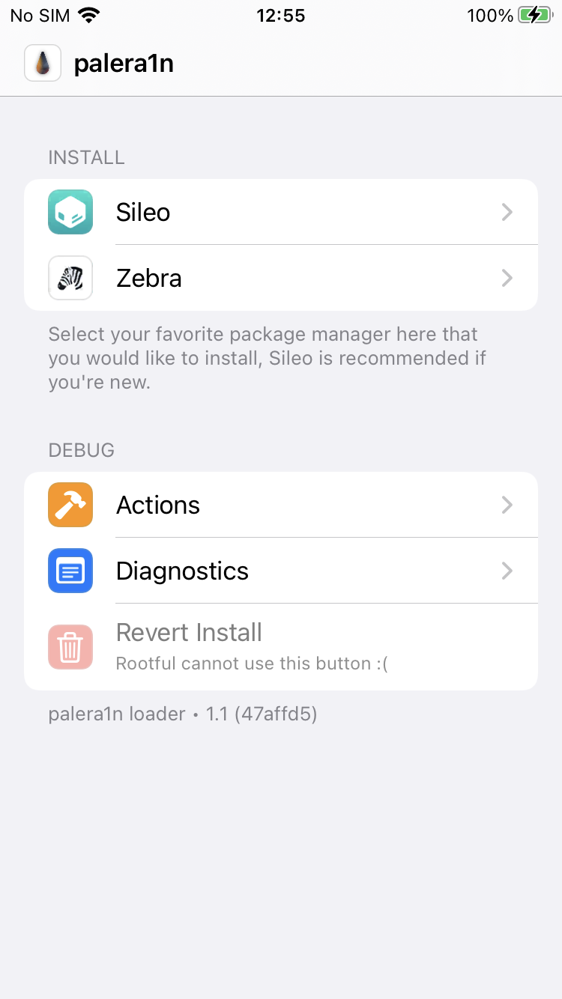 No SIM 12:55 100%
palera1n
INSTALL
Sileo
Zebra
Select your favorite package manager here that
you would like to install, Sileo is recommended if
you're new.
DEBUG
Actions
Diagnostics
Revert Install
Rootful cannot use this button :(
palera1n loader • 1.1 (47affd5)